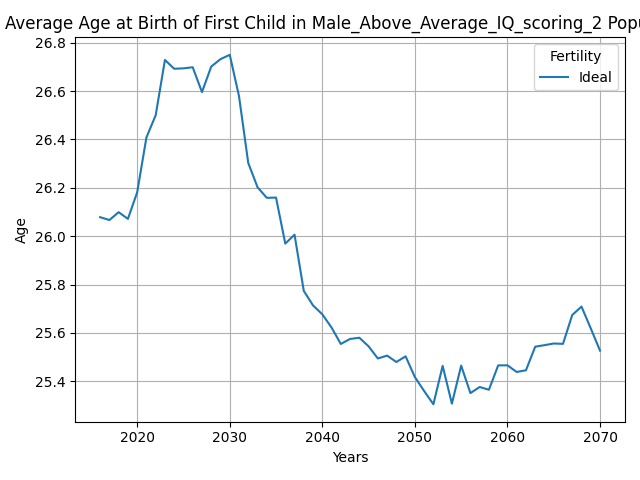 Average Age at Birth of First Child in Male_Above_Average_IQ_scoring_2 Popu
26.8
26.6
26.4
26.2
26.0
25.8
25.6
25.4
Age
Fertility
Ideal
2020 2030 2040 2050 2060 2070
Years